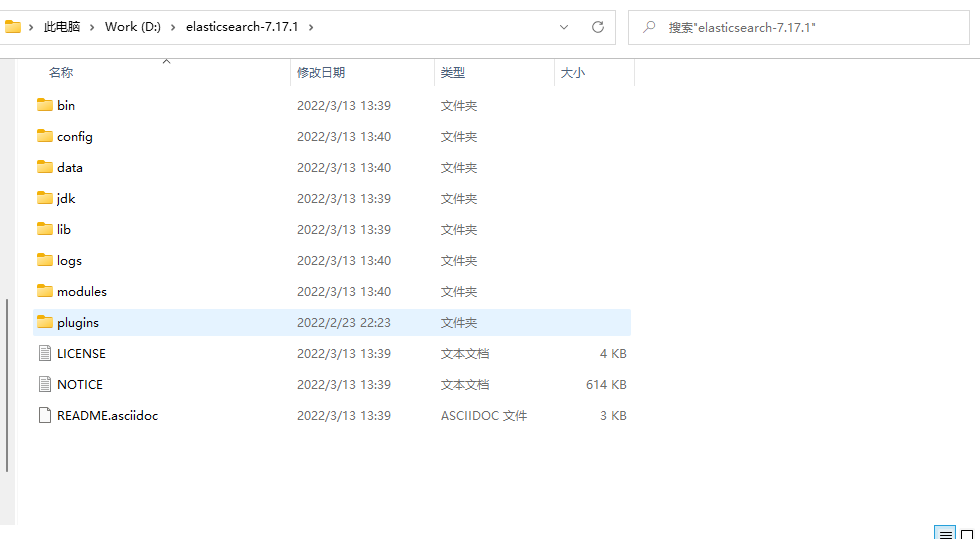 此电脑 › Work (D:) › elasticsearch-7.17.1 › 搜索"elasticsearch-7.17.1"
名称 修改日期 类型 大小
bin 2022/3/13 13:39 文件夹
config 2022/3/13 13:40 文件夹
data 2022/3/13 13:40 文件夹
jdk 2022/3/13 13:39 文件夹
lib 2022/3/13 13:39 文件夹
logs 2022/3/13 13:40 文件夹
modules 2022/3/13 13:40 文件夹
plugins 2022/2/23 22:23 文件夹
LICENSE 2022/3/13 13:39 文本文档 4 KB
NOTICE 2022/3/13 13:39 文本文档 614 KB
README.asciidoc 2022/3/13 13:39 ASCIIDOC 文件 3 KB